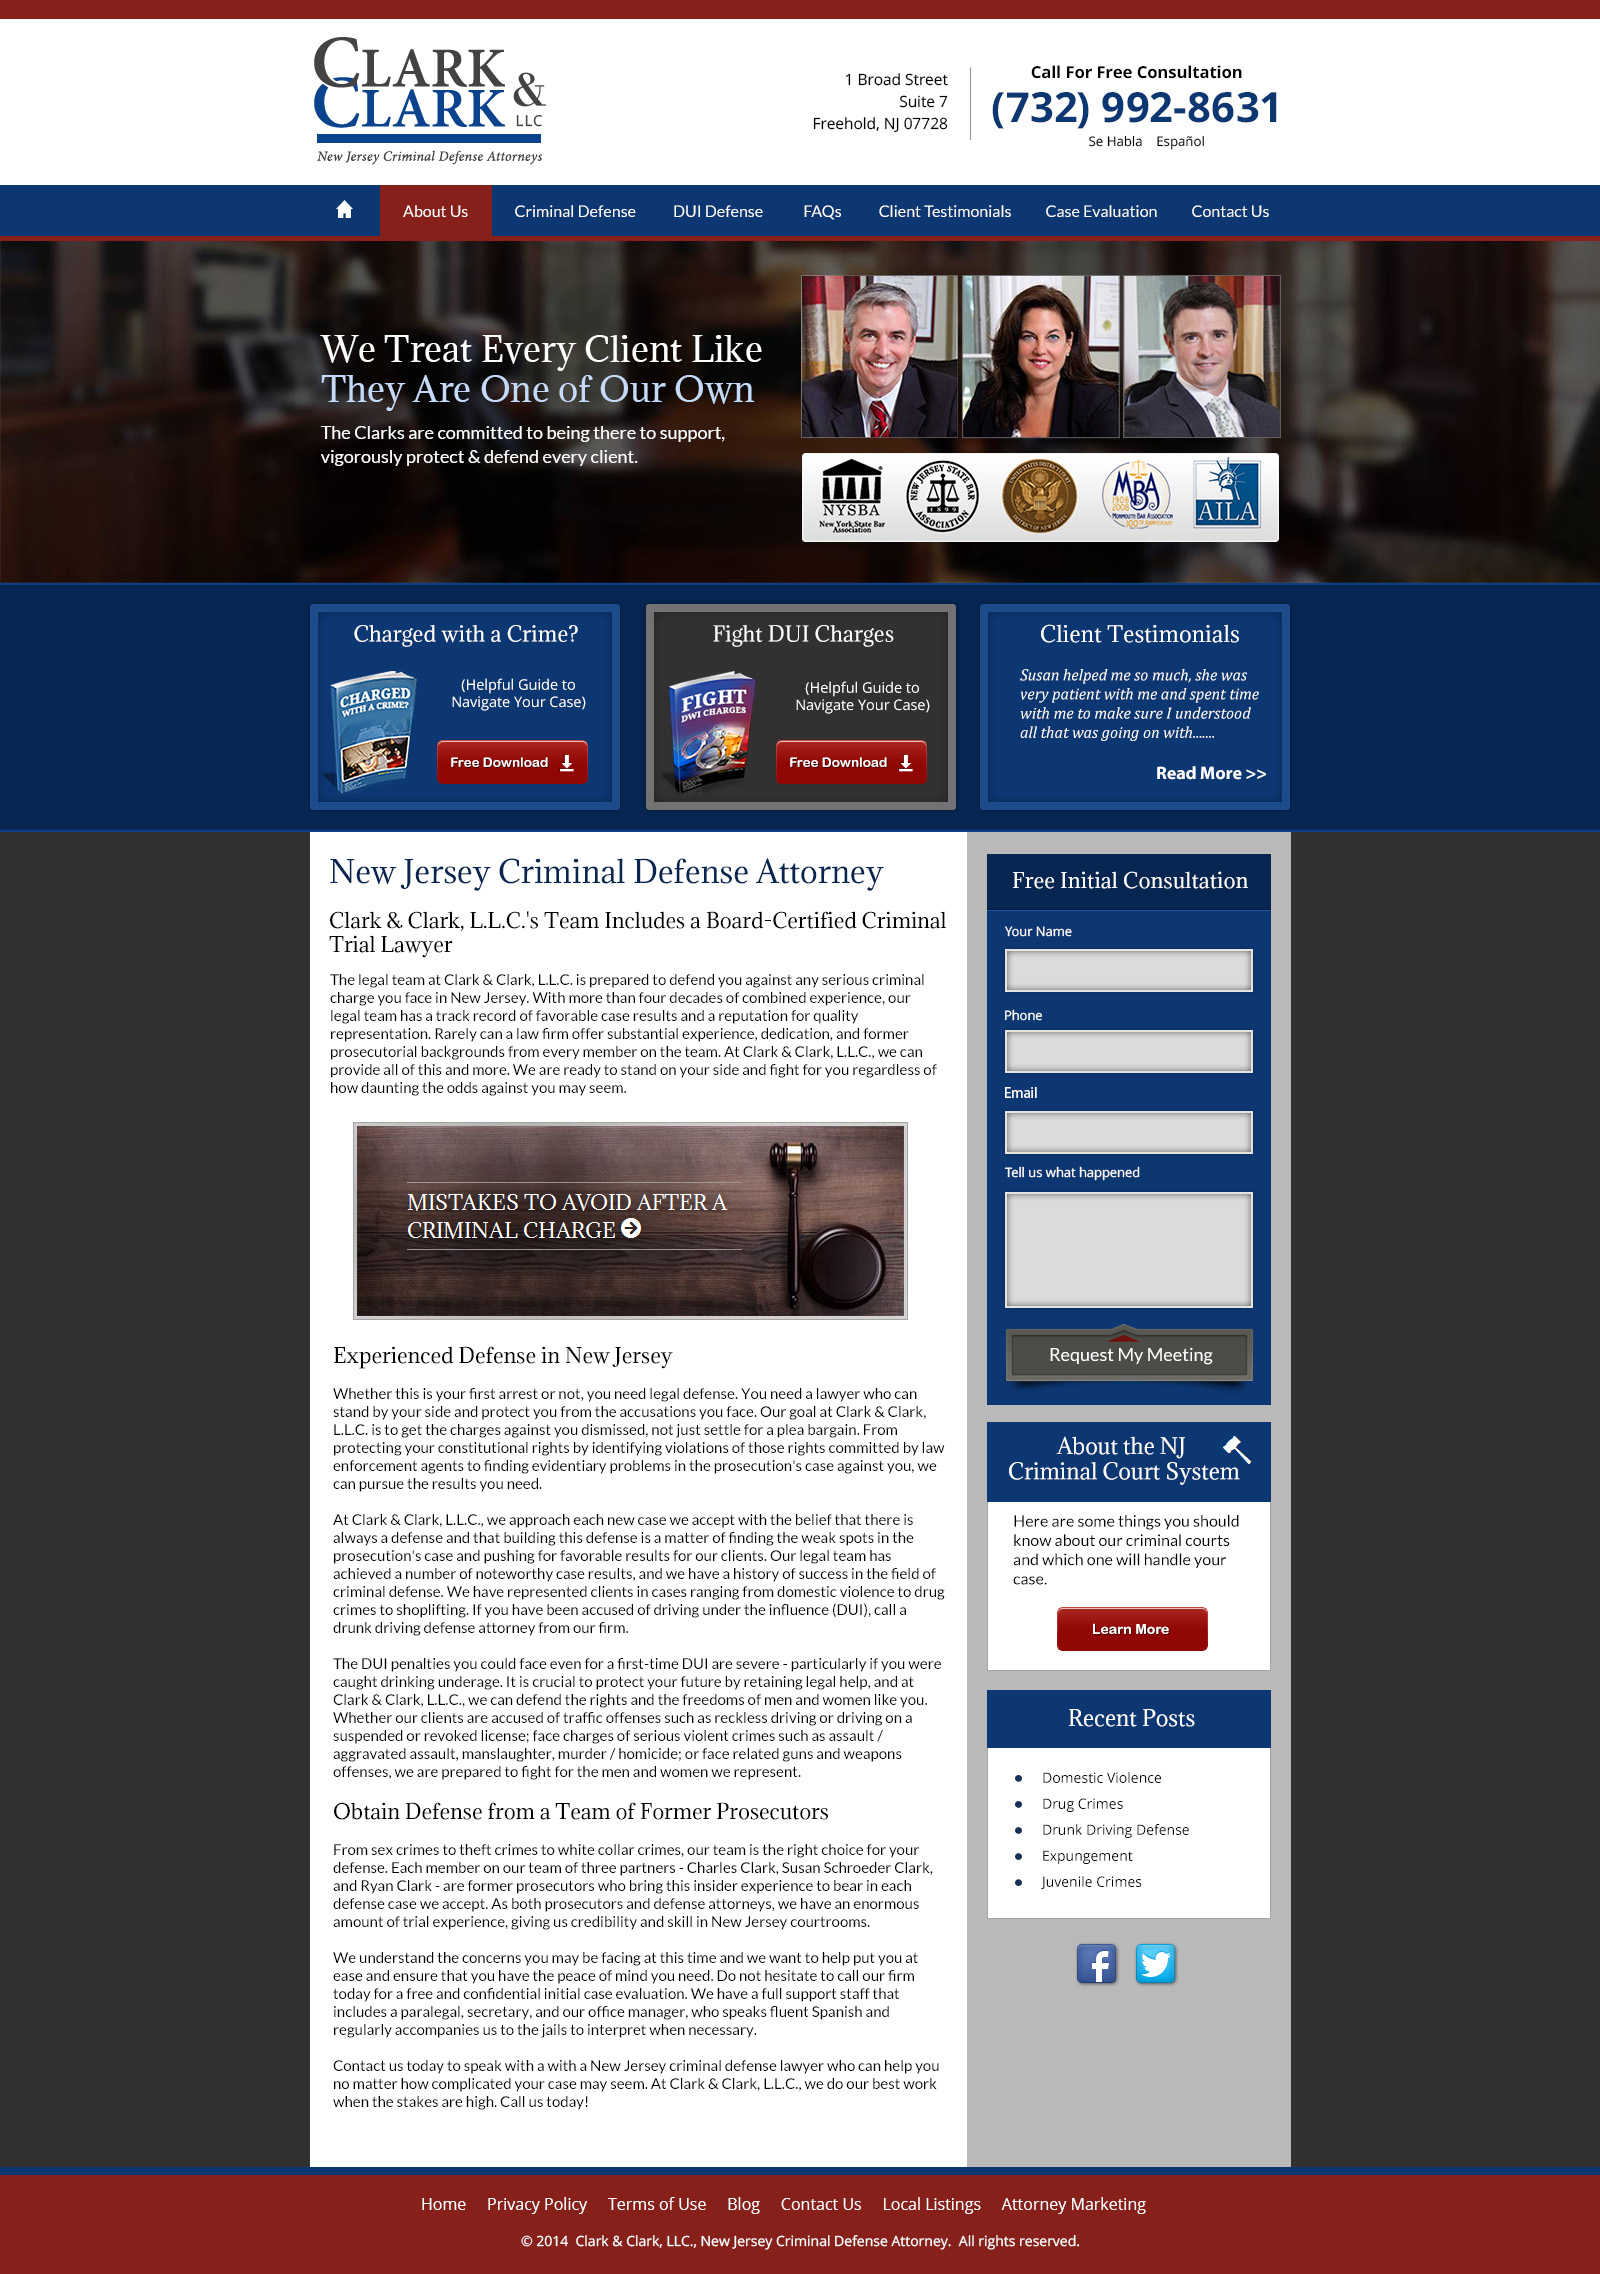 CLARK
CLARK & LLC
New Jersey Criminal Defense Attorneys
1 Broad Street
Suite 7
Freehold, NJ 07728
Call For Free Consultation
(732) 992-8631
Se Habla Español
About Us Criminal Defense DUI Defense FAQs Client Testimonials Case Evaluation Contact Us
We Treat Every Client Like
They Are One of Our Own
The Clarks are committed to being there to support,
vigorously protect & defend every client.
NYSBA
New York State Bar
Association
NEW JERSEY STATE BAR
1899
ASSOCIATION
UNITED STATES DISTRICT COURT
DISTRICT OF NEW JERSEY
MBA
1908
2008
MONMOUTH BAR ASSOCIATION
100TH ANNIVERSARY
AILA
Charged with a Crime?
CHARGED
WITH A CRIME?
(Helpful Guide to
Navigate Your Case)
Free Download
Fight DUI Charges
FIGHT
DWI CHARGES
(Helpful Guide to
Navigate Your Case)
Free Download
Client Testimonials
Susan helped me so much, she was
very patient with me and spent time
with me to make sure I understood
all that was going on with.......
Read More >>
New Jersey Criminal Defense Attorney
Clark & Clark, L.L.C.'s Team Includes a Board-Certified Criminal
Trial Lawyer
The legal team at Clark & Clark, L.L.C. is prepared to defend you against any serious criminal
charge you face in New Jersey. With more than four decades of combined experience, our
legal team has a track record of favorable case results and a reputation for quality
representation. Rarely can a law firm offer substantial experience, dedication, and former
prosecutorial backgrounds from every member on the team. At Clark & Clark, L.L.C., we can
provide all of this and more. We are ready to stand on your side and fight for you regardless of
how daunting the odds against you may seem.
MISTAKES TO AVOID AFTER A
CRIMINAL CHARGE
Experienced Defense in New Jersey
Whether this is your first arrest or not, you need legal defense. You need a lawyer who can
stand by your side and protect you from the accusations you face. Our goal at Clark & Clark,
L.L.C. is to get the charges against you dismissed, not just settle for a plea bargain. From
protecting your constitutional rights by identifying violations of those rights committed by law
enforcement agents to finding evidentiary problems in the prosecution's case against you, we
can pursue the results you need.
At Clark & Clark, L.L.C., we approach each new case we accept with the belief that there is
always a defense and that building this defense is a matter of finding the weak spots in the
prosecution's case and pushing for favorable results for our clients. Our legal team has
achieved a number of noteworthy case results, and we have a history of success in the field of
criminal defense. We have represented clients in cases ranging from domestic violence to drug
crimes to shoplifting. If you have been accused of driving under the influence (DUI), call a
drunk driving defense attorney from our firm.
The DUI penalties you could face even for a first-time DUI are severe - particularly if you were
caught drinking underage. It is crucial to protect your future by retaining legal help, and at
Clark & Clark, L.L.C., we can defend the rights and the freedoms of men and women like you.
Whether our clients are accused of traffic offenses such as reckless driving or driving on a
suspended or revoked license; face charges of serious violent crimes such as assault /
aggravated assault, manslaughter, murder / homicide; or face related guns and weapons
offenses, we are prepared to fight for the men and women we represent.
Obtain Defense from a Team of Former Prosecutors
From sex crimes to theft crimes to white collar crimes, our team is the right choice for your
defense. Each member on our team of three partners - Charles Clark, Susan Schroeder Clark,
and Ryan Clark - are former prosecutors who bring this insider experience to bear in each
defense case we accept. As both prosecutors and defense attorneys, we have an enormous
amount of trial experience, giving us credibility and skill in New Jersey courtrooms.
We understand the concerns you may be facing at this time and we want to help put you at
ease and ensure that you have the peace of mind you need. Do not hesitate to call our firm
today for a free and confidential initial case evaluation. We have a full support staff that
includes a paralegal, secretary, and our office manager, who speaks fluent Spanish and
regularly accompanies us to the jails to interpret when necessary.
Contact us today to speak with a with a New Jersey criminal defense lawyer who can help you
no matter how complicated your case may seem. At Clark & Clark, L.L.C., we do our best work
when the stakes are high. Call us today!
Free Initial Consultation
Your Name
Phone
Email
Tell us what happened
Request My Meeting
About the NJ
Criminal Court System
Here are some things you should
know about our criminal courts
and which one will handle your
case.
Learn More
Recent Posts
Domestic Violence
Drug Crimes
Drunk Driving Defense
Expungement
Juvenile Crimes
Home Privacy Policy Terms of Use Blog Contact Us Local Listings Attorney Marketing
© 2014 Clark & Clark, LLC., New Jersey Criminal Defense Attorney. All rights reserved.